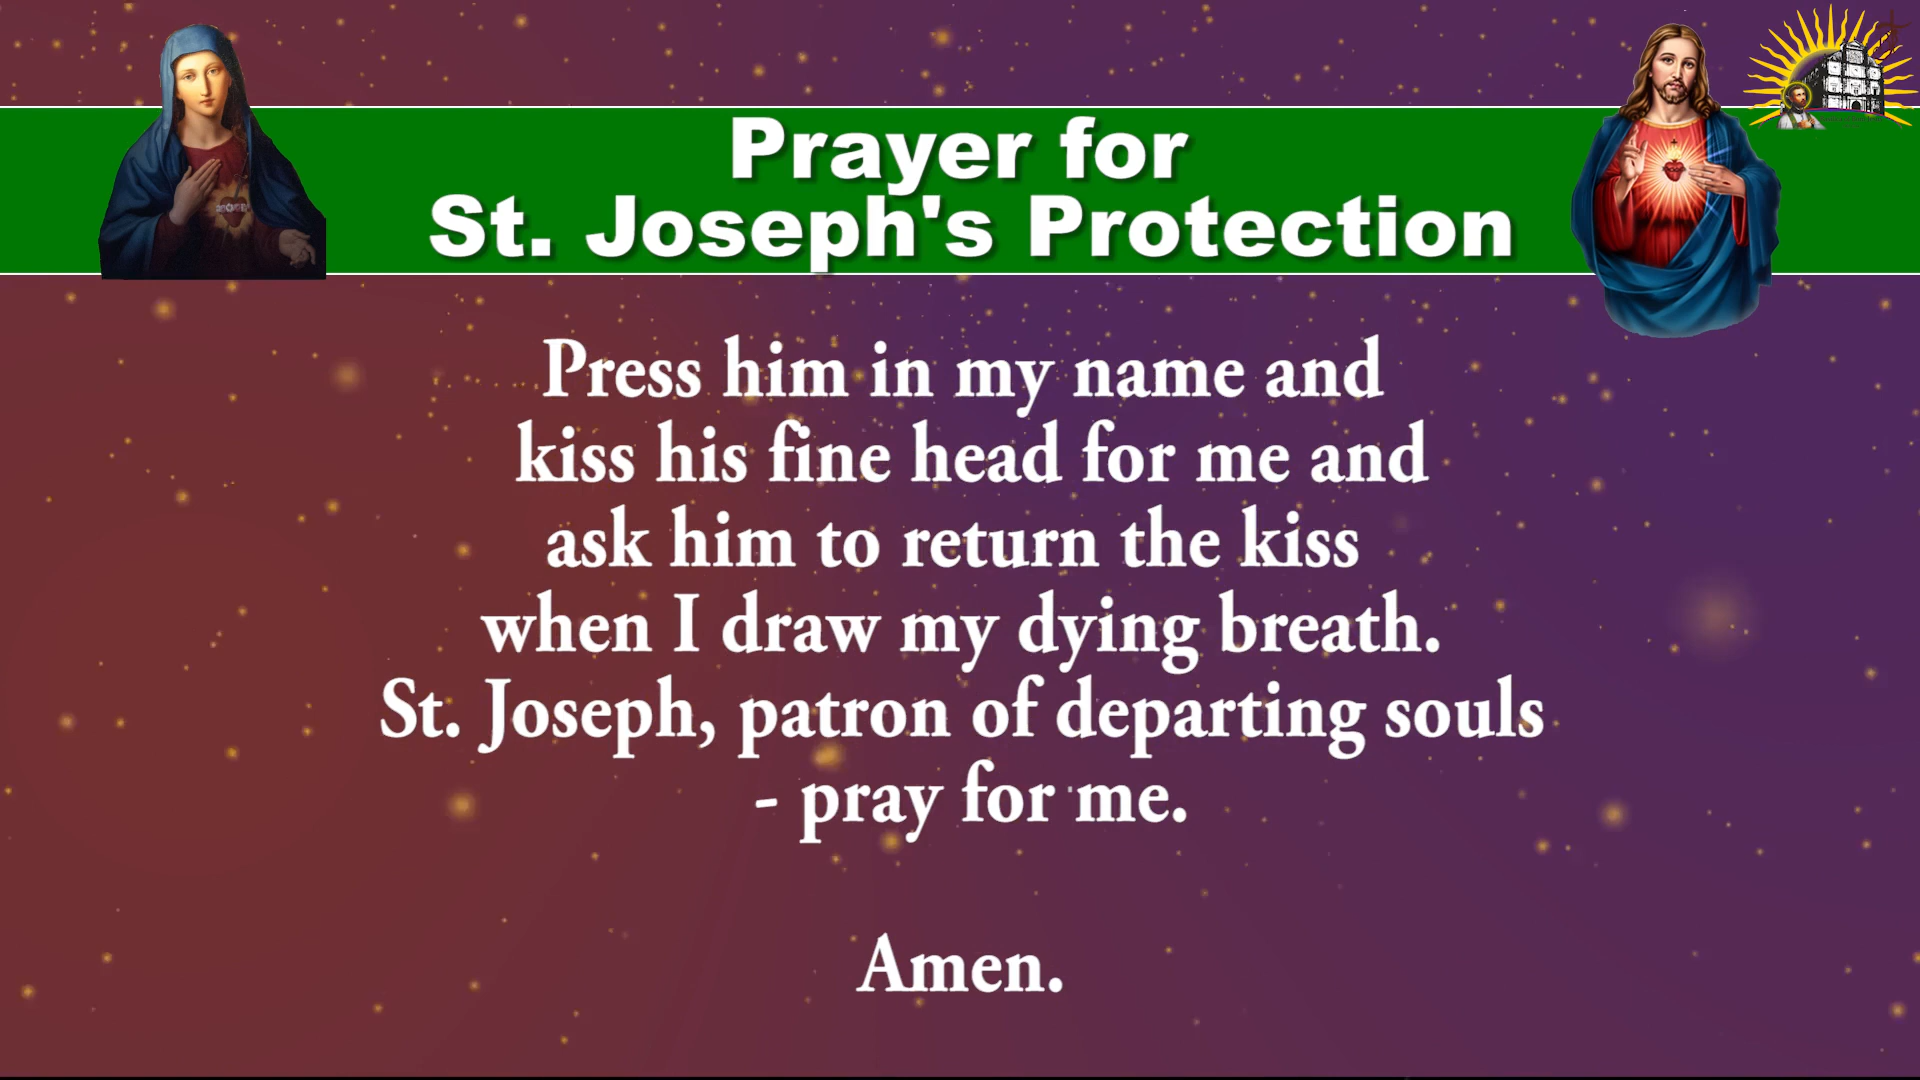 Prayer for
St. Joseph's Protection
Press him in my name and
kiss his fine head for me and
ask him to return the kiss
when I draw my dying breath.
St. Joseph, patron of departing souls
- pray for me.
Amen.